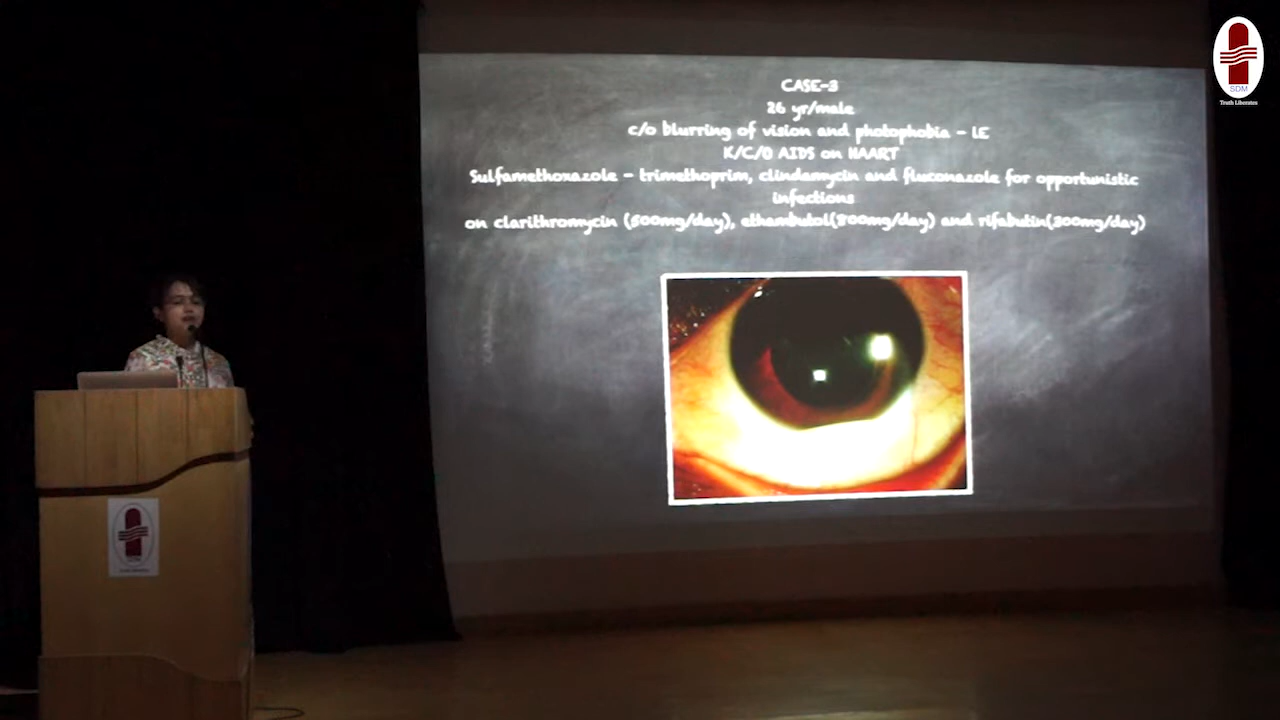 CASE-3
26 yr/male
c/o blurring of vision and photophobia - LE
K/C/O AIDS on HAART
Sulfamethoxazole - trimethoprim, clindamycin and fluconazole for opportunistic
infections
on clarithromycin (500mg/day), ethambutol(800mg/day) and rifabutin(300mg/day)
SDM
Truth Liberates
SDM